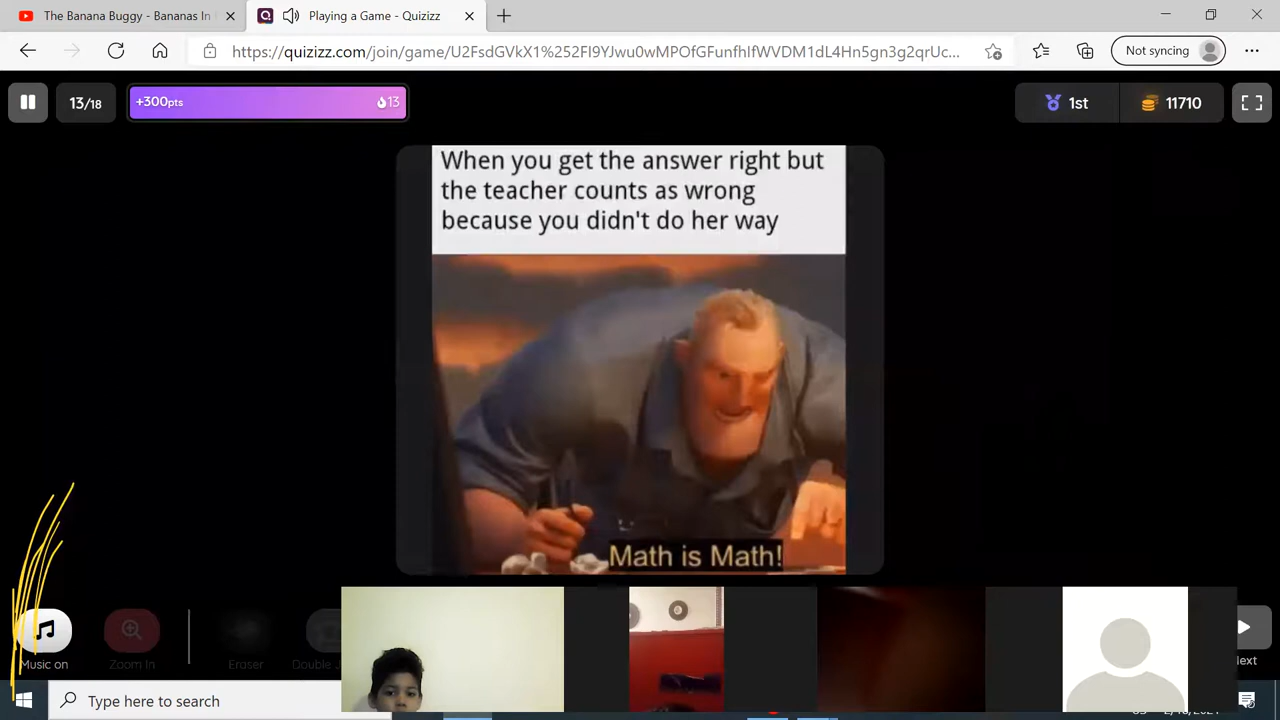 The Banana Buggy - Bananas In
Playing a Game - Quizizz
https://quizizz.com/join/game/U2FsdGVkX1%252FI9YJwu0wMPOfGFunfhlfWVDM1dL4Hn5gn3g2qrUc...
Not syncing
13/18
+300pts
13
1st
11710
When you get the answer right but
the teacher counts as wrong
because you didn't do her way
Math is Math!
Music on
Zoom In
Eraser
Type here to search